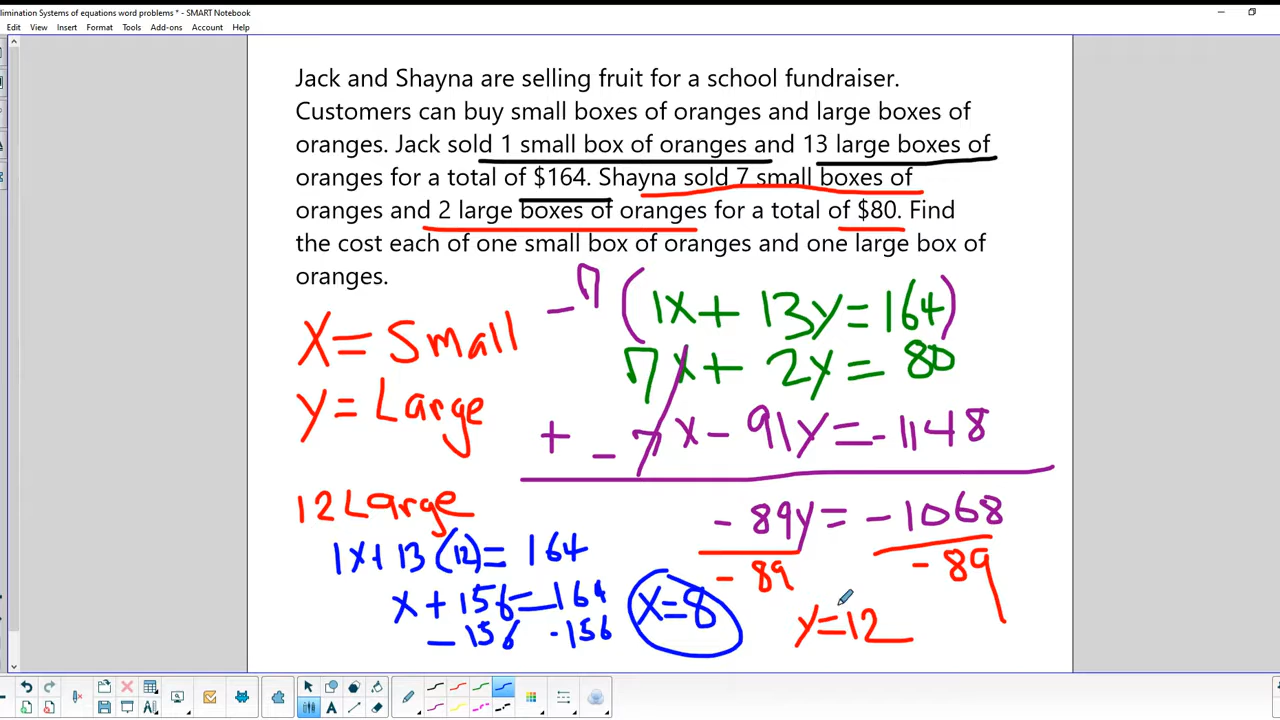 limination Systems of equations word problems * - SMART Notebook
Edit View Insert Format Tools Add-ons Account Help
Jack and Shayna are selling fruit for a school fundraiser.
Customers can buy small boxes of oranges and large boxes of
oranges. Jack sold 1 small box of oranges and 13 large boxes of
oranges for a total of $164. Shayna sold 7 small boxes of
oranges and 2 large boxes of oranges for a total of $80. Find
the cost each of one small box of oranges and one large box of
oranges.
-7 (1x + 13y = 164)
x = Small
7x + 2y = 80
y = Large
+ -7x - 91y = -1148
12 Large
-89y = -1068
-89 -89
1x + 13 (12) = 164
x + 156 = 164
-156 -156
x = 8
y = 12